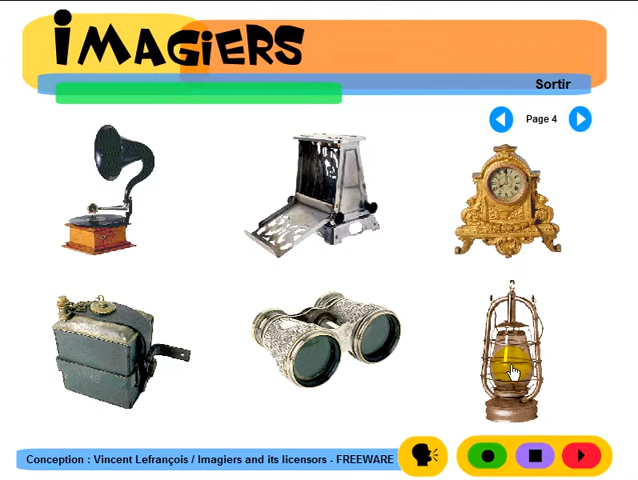 iMAGiERS
Sortir
Page 4
Conception : Vincent Lefrançois / Imagiers and its licensors - FREEWARE